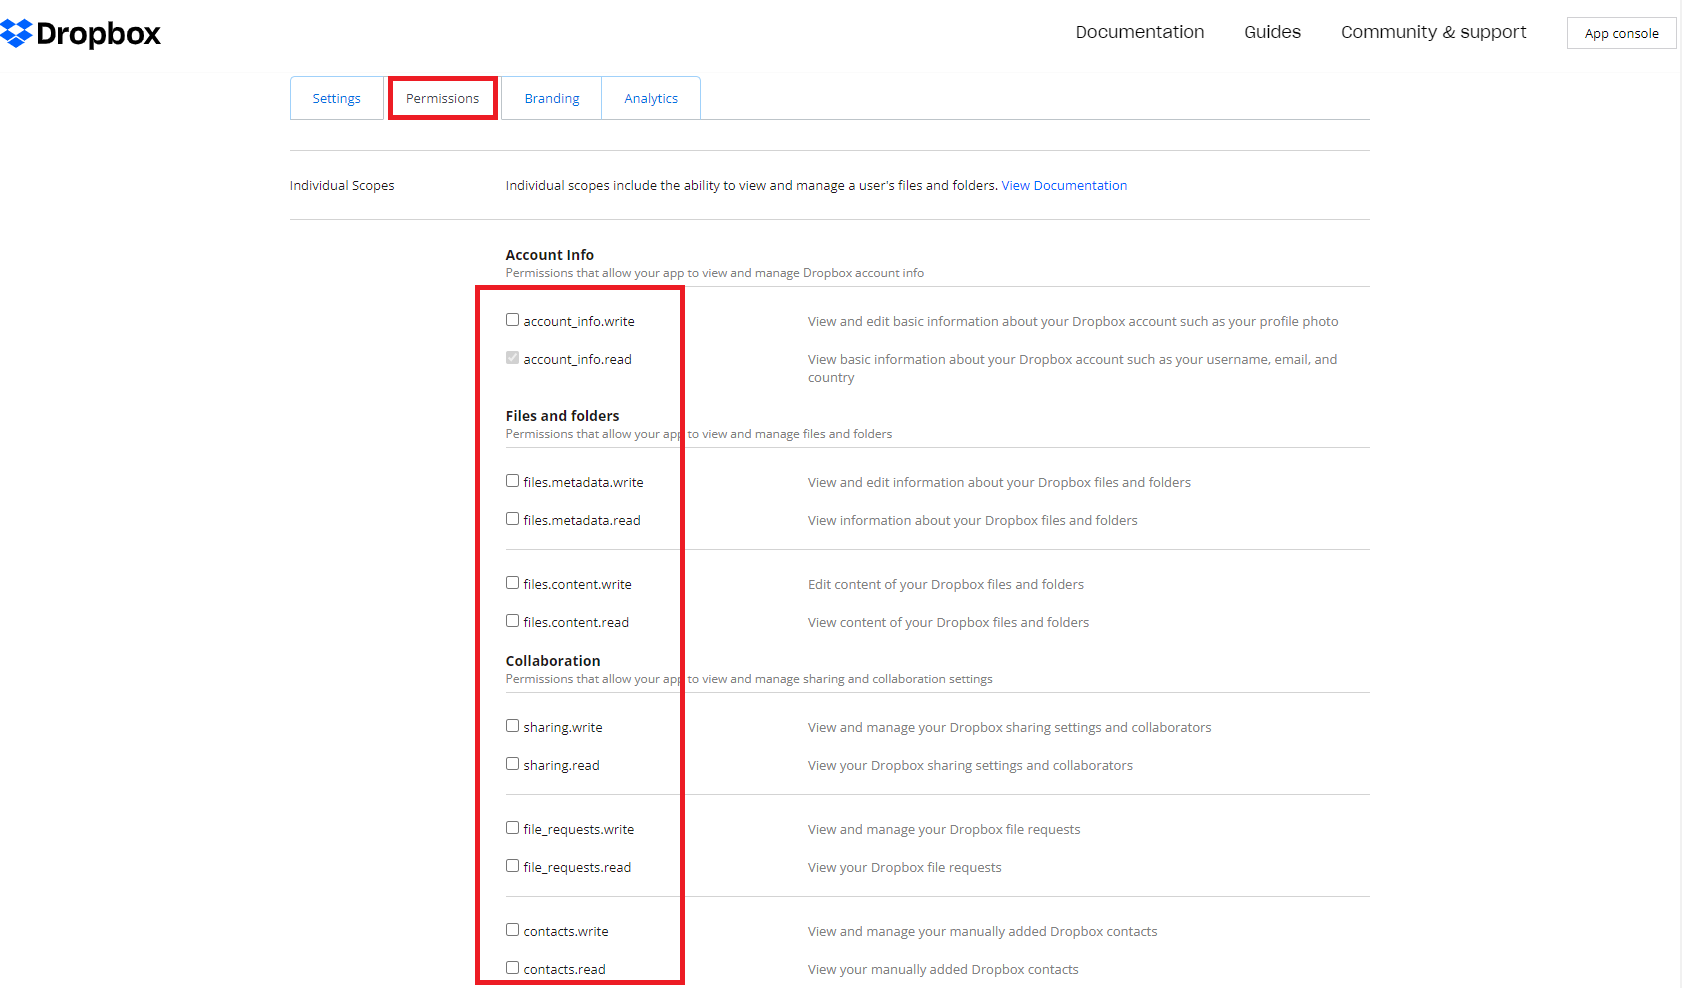 Dropbox
Documentation Guides Community & support App console
Settings Permissions Branding Analytics
Individual Scopes Individual scopes include the ability to view and manage a user's files and folders. View Documentation
Account Info
Permissions that allow your app to view and manage Dropbox account info
account_info.write View and edit basic information about your Dropbox account such as your profile photo
account_info.read View basic information about your Dropbox account such as your username, email, and
country
Files and folders
Permissions that allow your app to view and manage files and folders
files.metadata.write View and edit information about your Dropbox files and folders
files.metadata.read View information about your Dropbox files and folders
files.content.write Edit content of your Dropbox files and folders
files.content.read View content of your Dropbox files and folders
Collaboration
Permissions that allow your app to view and manage sharing and collaboration settings
sharing.write View and manage your Dropbox sharing settings and collaborators
sharing.read View your Dropbox sharing settings and collaborators
file_requests.write View and manage your Dropbox file requests
file_requests.read View your Dropbox file requests
contacts.write View and manage your manually added Dropbox contacts
contacts.read View your manually added Dropbox contacts